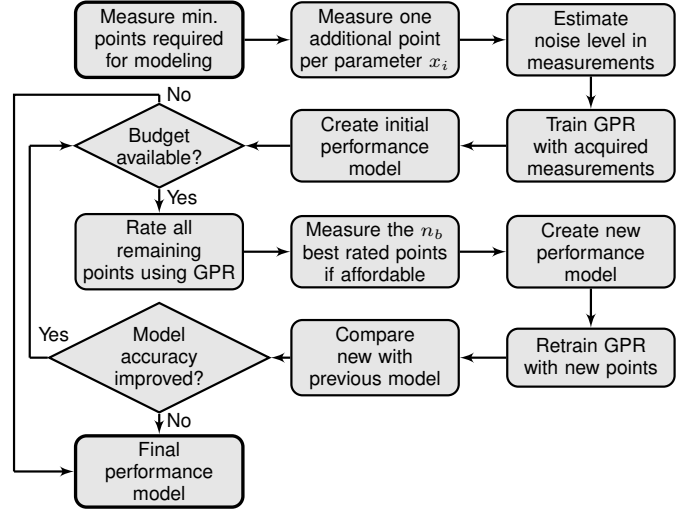 Measure min.
points required
for modeling
Measure one
additional point
per parameter x_i
Estimate
noise level in
measurements
Train GPR
with acquired
measurements
Create initial
performance
model
No
Budget
available?
Yes
Rate all
remaining
points using GPR
Measure the n_b
best rated points
if affordable
Create new
performance
model
Retrain GPR
with new points
Compare
new with
previous model
Yes
Model
accuracy
improved?
No
Final
performance
model